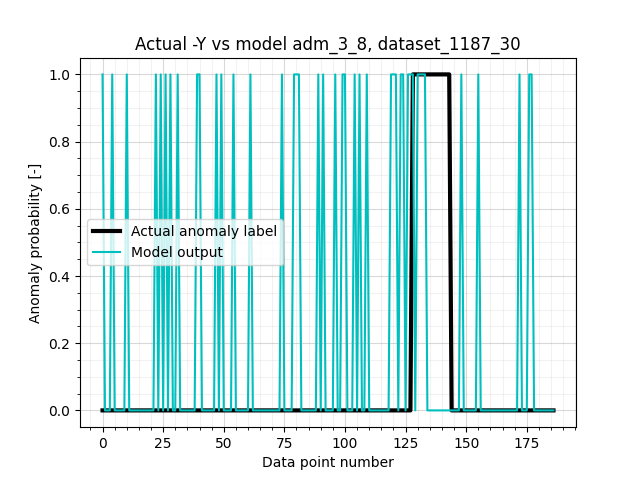 Actual -Y vs model adm_3_8, dataset_1187_30
Anomaly probability [-]
1.0
0.8
0.6
0.4
0.2
0.0
Actual anomaly label
Model output
0 25 50 75 100 125 150 175
Data point number